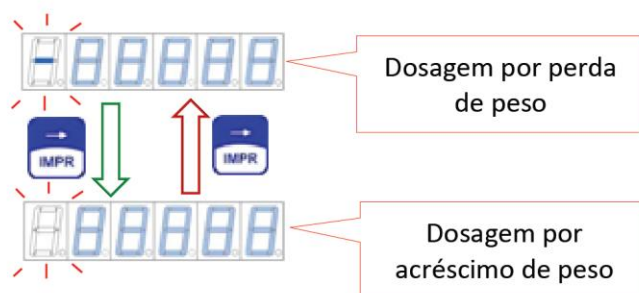 Dosagem por perda
de peso
IMPR
IMPR
Dosagem por
acréscimo de peso